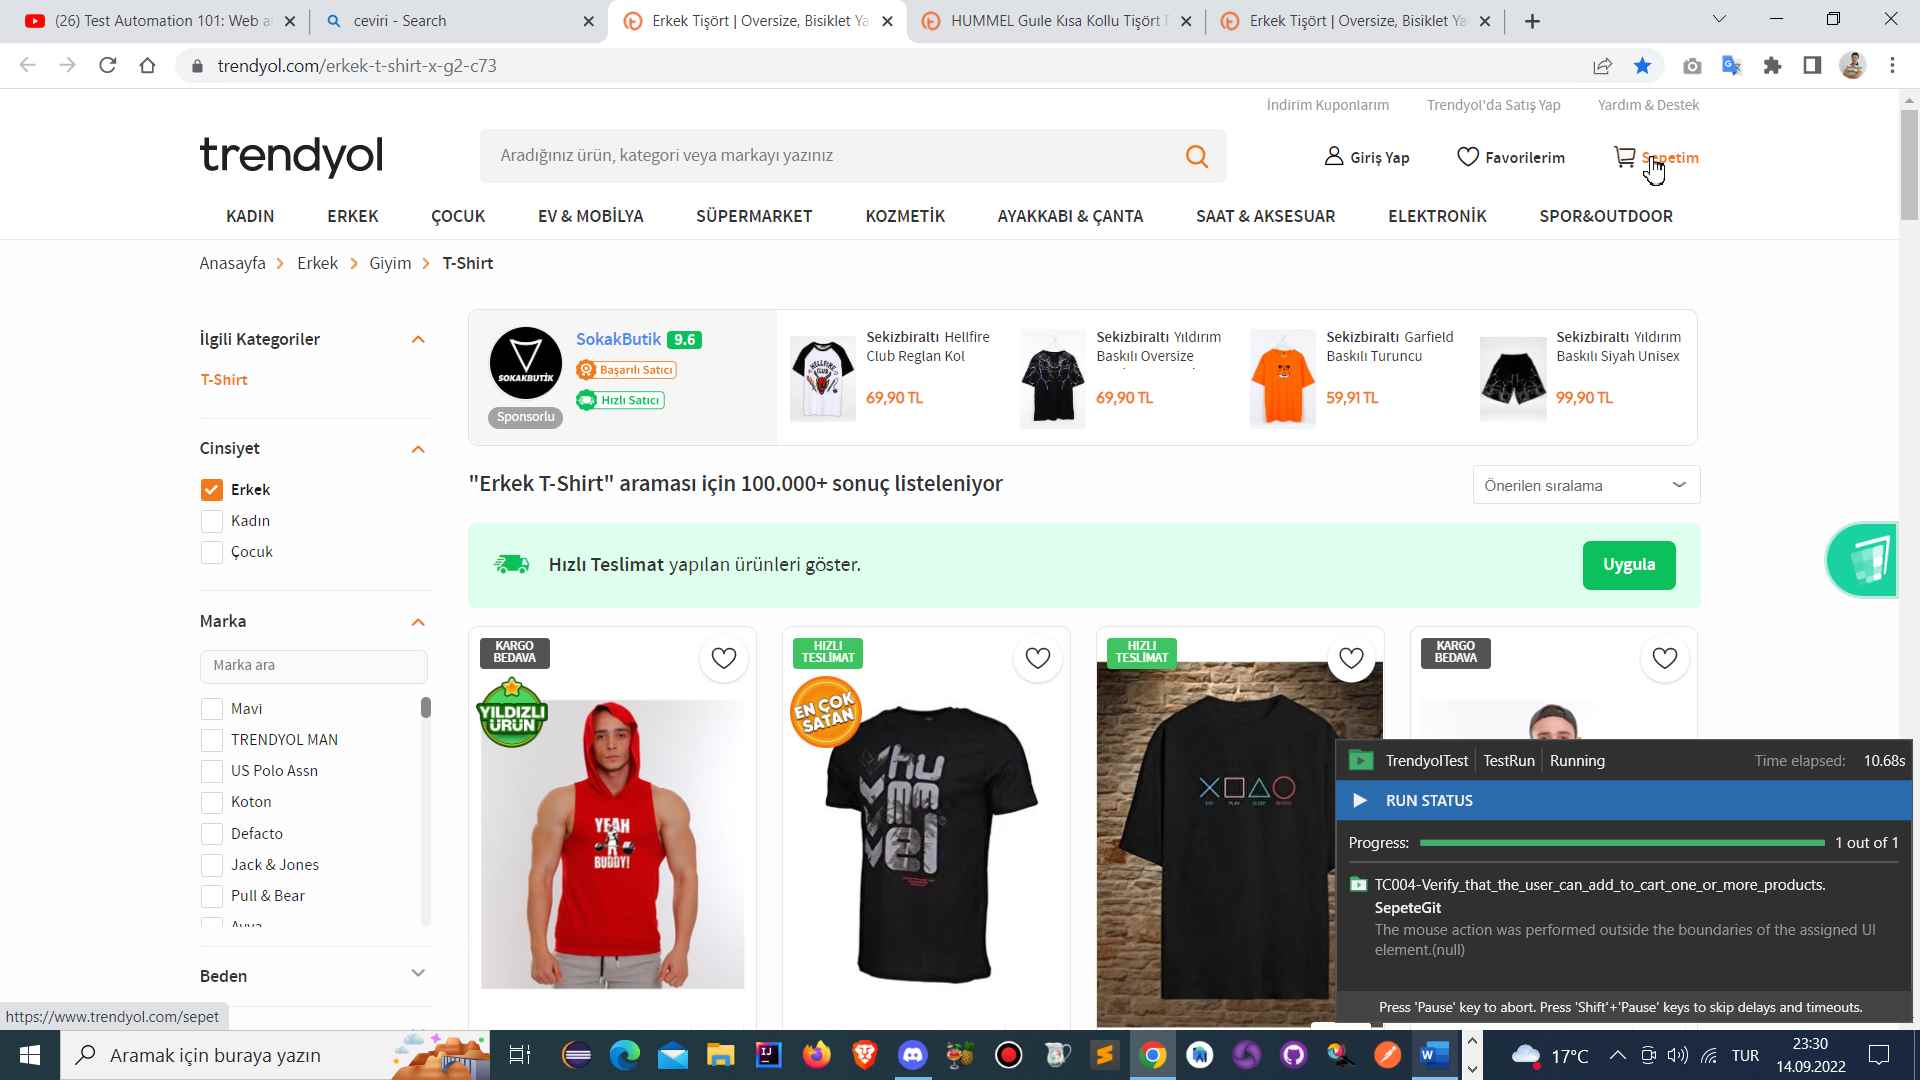 (26) Test Automation 101: Web a
ceviri - Search
Erkek Tişört | Oversize, Bisiklet Ya
HUMMEL Guıle Kısa Kollu Tişört
Erkek Tişört | Oversize, Bisiklet Ya
trendyol.com/erkek-t-shirt-x-g2-c73
İndirim Kuponlarım
Trendyol'da Satış Yap
Yardım & Destek
trendyol
Aradığınız ürün, kategori veya markayı yazınız
Giriş Yap
Favorilerim
Sepetim
KADIN
ERKEK
ÇOCUK
EV & MOBİLYA
SÜPERMARKET
KOZMETİK
AYAKKABI & ÇANTA
SAAT & AKSESUAR
ELEKTRONİK
SPOR&OUTDOOR
Anasayfa
Erkek
Giyim
T-Shirt
İlgili Kategoriler
T-Shirt
Cinsiyet
Erkek
Kadın
Çocuk
Marka
Marka ara
Mavi
TRENDYOL MAN
US Polo Assn
Koton
Defacto
Jack & Jones
Pull & Bear
Beden
SOKAKBUTİK
Sponsorlu
SokakButik 9.6
Başarılı Satıcı
Hızlı Satıcı
Sekizbiraltı Hellfire
Club Reglan Kol
69,90 TL
Sekizbiraltı Yıldırım
Baskılı Oversize
69,90 TL
Sekizbiraltı Garfield
Baskılı Turuncu
59,91 TL
Sekizbiraltı Yıldırım
Baskılı Siyah Unisex
99,90 TL
"Erkek T-Shirt" araması için 100.000+ sonuç listeleniyor
Önerilen sıralama
Hızlı Teslimat yapılan ürünleri göster.
Uygula
KARGO
BEDAVA
YILDIZLI
ÜRÜN
YEAH
BUDDY!
HIZLI
TESLİMAT
EN ÇOK
SATAN
hu
mm
el
HIZLI
TESLİMAT
KARGO
BEDAVA
TrendyolTest
TestRun
Running
Time elapsed: 10.68s
RUN STATUS
Progress: 1 out of 1
TC004-Verify_that_the_user_can_add_to_cart_one_or_more_products.
SepeteGit
The mouse action was performed outside the boundaries of the assigned UI
element.(null)
Press 'Pause' key to abort. Press 'Shift'+'Pause' keys to skip delays and timeouts.
https://www.trendyol.com/sepet
Aramak için buraya yazın
17°C
TUR
23:30
14.09.2022